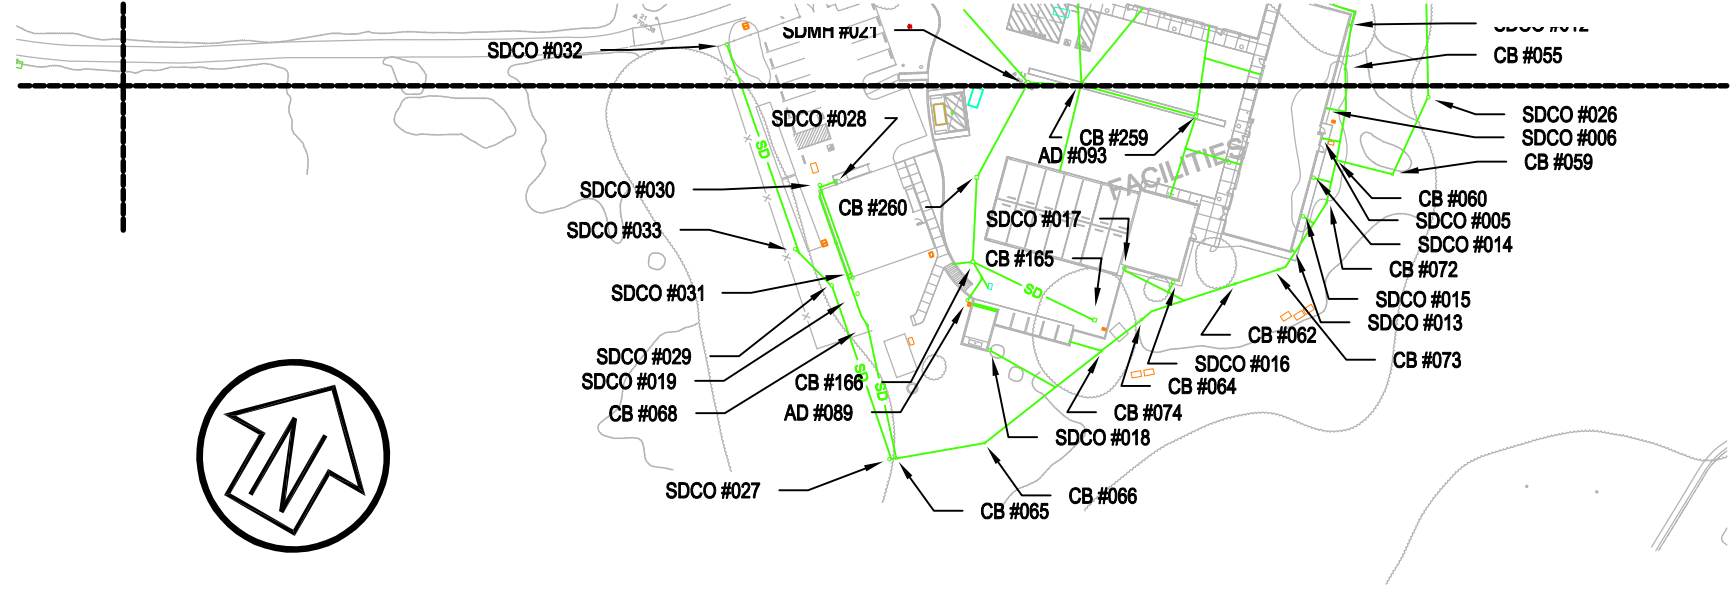 SDMH #021
SDCO #012
SDCO #032
CB #055
SDCO #028
SDCO #026
CB #259
SDCO #006
AD #093
CB #059
FACILITIES
SD
SDCO #030
CB #260
CB #060
SDCO #017
SDCO #005
SDCO #033
SDCO #014
CB #165
CB #072
SD
SDCO #031
SDCO #015
SDCO #013
CB #062
SDCO #029
CB #073
SDCO #016
SDCO #019
CB #166
SD
SD
CB #064
CB #068
AD #089
CB #074
SDCO #018
SDCO #027
CB #066
CB #065
N